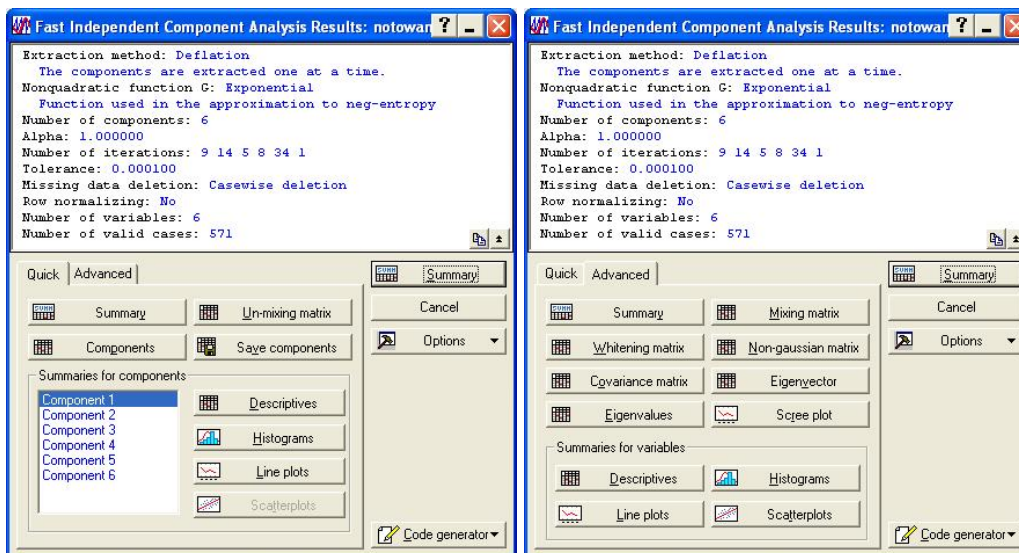 Fast Independent Component Analysis Results: notowar
Extraction method: Deflation
The components are extracted one at a time.
Nonquadratic function G: Exponential
Function used in the approximation to neg-entropy
Number of components: 6
Alpha: 1.000000
Number of iterations: 9 14 5 8 34 1
Tolerance: 0.000100
Missing data deletion: Casewise deletion
Row normalizing: No
Number of variables: 6
Number of valid cases: 571
Quick Advanced
Summary
Cancel
Options
Summary
Un-mixing matrix
Components
Save components
Summaries for components
Component 1
Component 2
Component 3
Component 4
Component 5
Component 6
Descriptives
Histograms
Line plots
Scatterplots
Code generator
Fast Independent Component Analysis Results: notowar
Extraction method: Deflation
The components are extracted one at a time.
Nonquadratic function G: Exponential
Function used in the approximation to neg-entropy
Number of components: 6
Alpha: 1.000000
Number of iterations: 9 14 5 8 34 1
Tolerance: 0.000100
Missing data deletion: Casewise deletion
Row normalizing: No
Number of variables: 6
Number of valid cases: 571
Quick Advanced
Summary
Cancel
Options
Summary
Mixing matrix
Whitening matrix
Non-gaussian matrix
Covariance matrix
Eigenvector
Eigenvalues
Scree plot
Summaries for variables
Descriptives
Histograms
Line plots
Scatterplots
Code generator